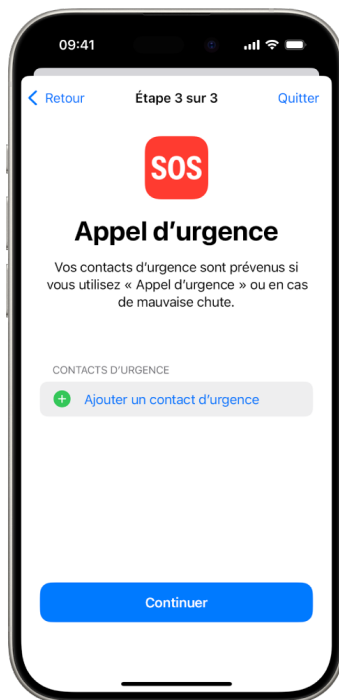 09:41
Retour
Étape 3 sur 3
Quitter
SOS
Appel d’urgence
Vos contacts d’urgence sont prévenus si
vous utilisez « Appel d’urgence » ou en cas
de mauvaise chute.
CONTACTS D’URGENCE
Ajouter un contact d’urgence
Continuer